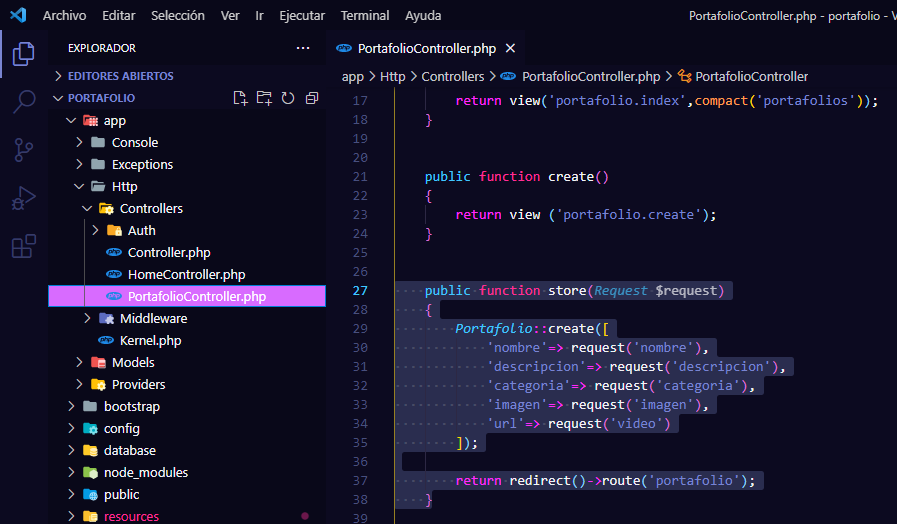 Archivo Editar Selección Ver Ir Ejecutar Terminal Ayuda PortafolioController.php - portafolio - V
EXPLORADOR ...
EDITORES ABIERTOS
PORTAFOLIO
app
Console
Exceptions
Http
Controllers
Auth
Controller.php
HomeController.php
PortafolioController.php
Middleware
Kernel.php
Models
Providers
bootstrap
config
database
node_modules
public
resources
PortafolioController.php
app > Http > Controllers > PortafolioController.php > PortafolioController
17 return view('portafolio.index',compact('portafolios'));
18 }
19
20
21 public function create()
22 {
23 return view ('portafolio.create');
24 }
25
26
27 public function store(Request $request)
28 {
29 Portafolio::create([
30 'nombre'=> request('nombre'),
31 'descripcion'=> request('descripcion'),
32 'categoria'=> request('categoria'),
33 'imagen'=> request('imagen'),
34 'url'=> request('video')
35 ]);
36
37 return redirect()->route('portafolio');
38 }
39